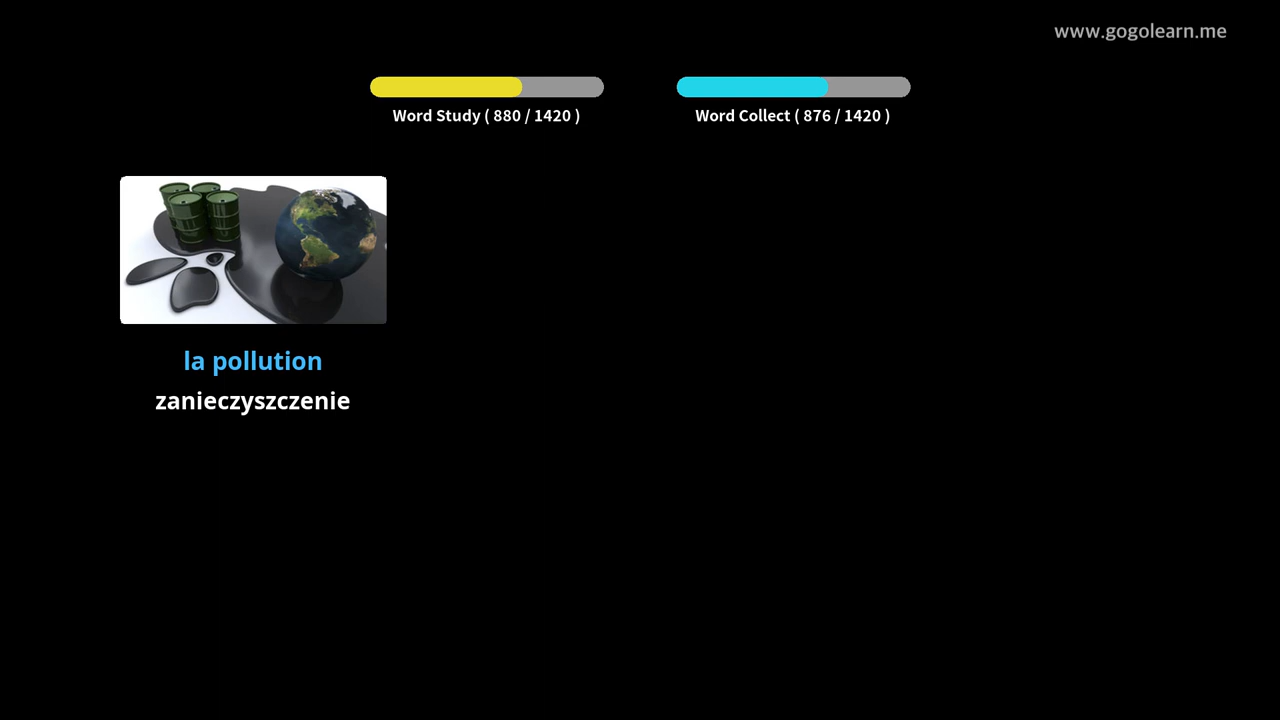 www.gogolearn.me
Word Study ( 880 / 1420 )
Word Collect ( 876 / 1420 )
la pollution
zanieczyszczenie